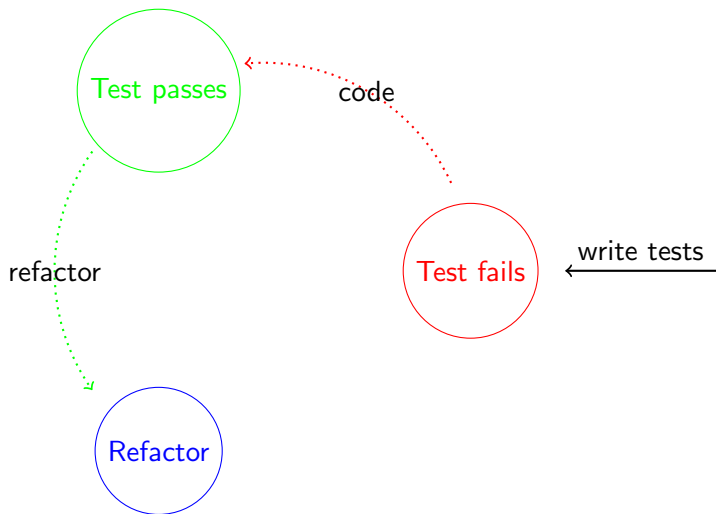 Test passes
code
write tests
refactor
Test fails
Refactor